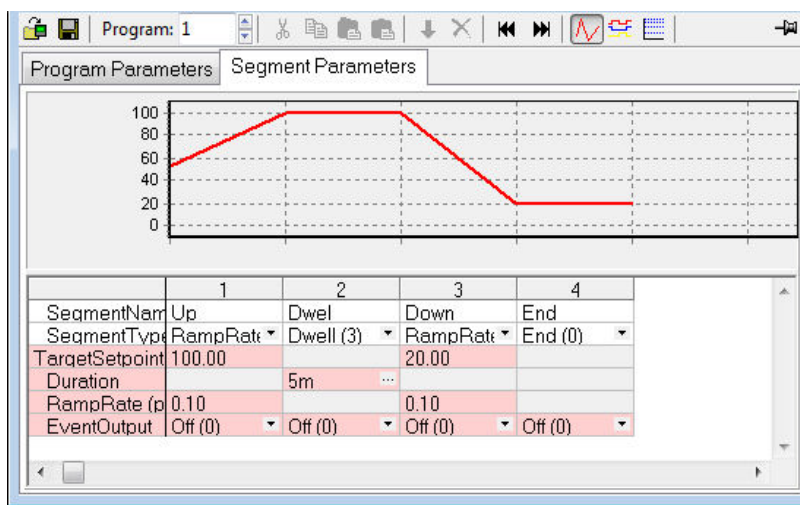 Program: 1
Program Parameters Segment Parameters
100
80
60
40
20
0
1 2 3 4
SegmentNam Up Dwel Down End
SegmentType RampRate Dwell (3) RampRate End (0)
TargetSetpoint 100.00 20.00
Duration 5m ...
RampRate (p 0.10 0.10
EventOutput Off (0) Off (0) Off (0) Off (0)